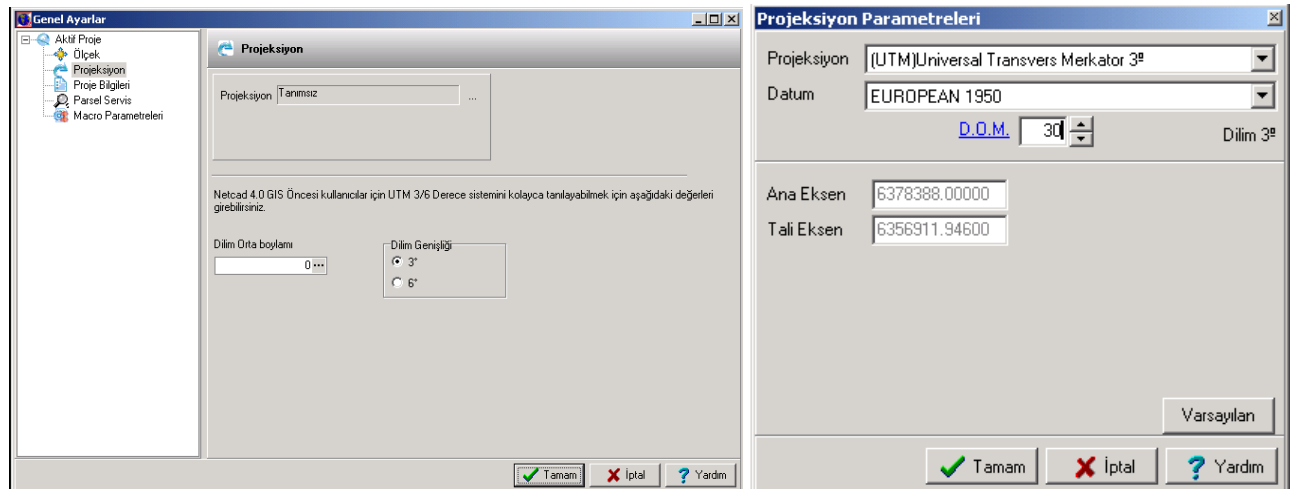 Genel Ayarlar
Aktif Proje
Ölçek
Projeksiyon
Proje Bilgileri
Parsel Servis
Macro Parametreleri
Projeksiyon
Projeksiyon Tanımsız ...
Netcad 4.0 GIS Öncesi kullanıcılar için UTM 3/6 Derece sistemini kolayca tanılayabilmek için aşağıdaki değerleri
girebilirsiniz.
Dilim Orta boylamı
0 ...
Dilim Genişliği
3°
6°
Tamam İptal Yardım
Projeksiyon Parametreleri
Projeksiyon (UTM)Universal Transvers Merkator 3º
Datum EUROPEAN 1950
D.O.M. 30 Dilim 3º
Ana Eksen 6378388.00000
Tali Eksen 6356911.94600
Varsayılan
Tamam İptal Yardım